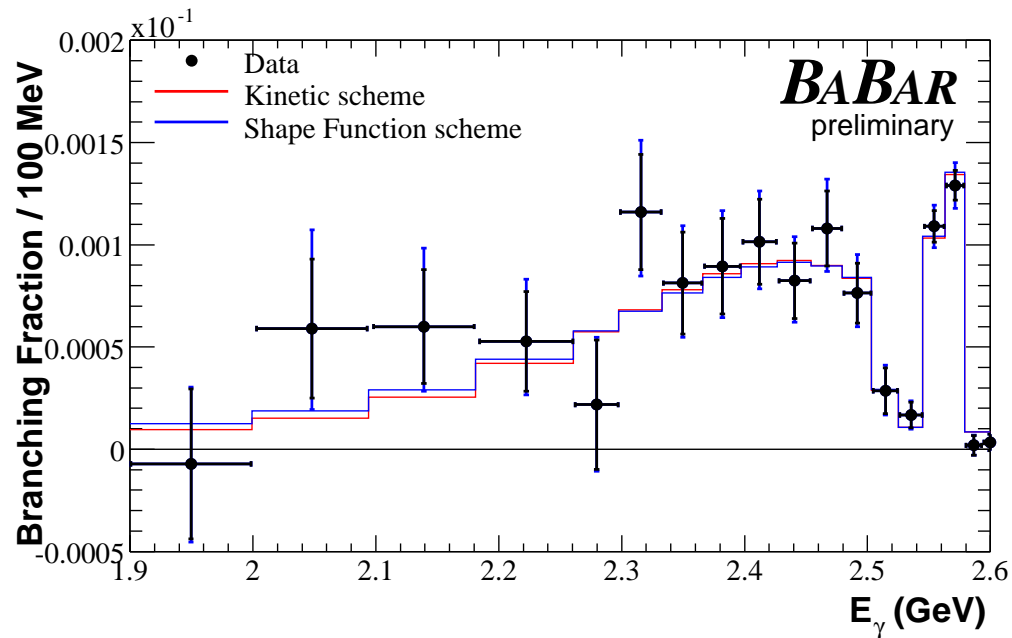 ×10⁻¹
0.002
0.0015
0.001
0.0005
0
-0.0005
Branching Fraction / 100 MeV
Data
Kinetic scheme
Shape Function scheme
BABAR
preliminary
1.9 2 2.1 2.2 2.3 2.4 2.5 2.6
Eγ (GeV)